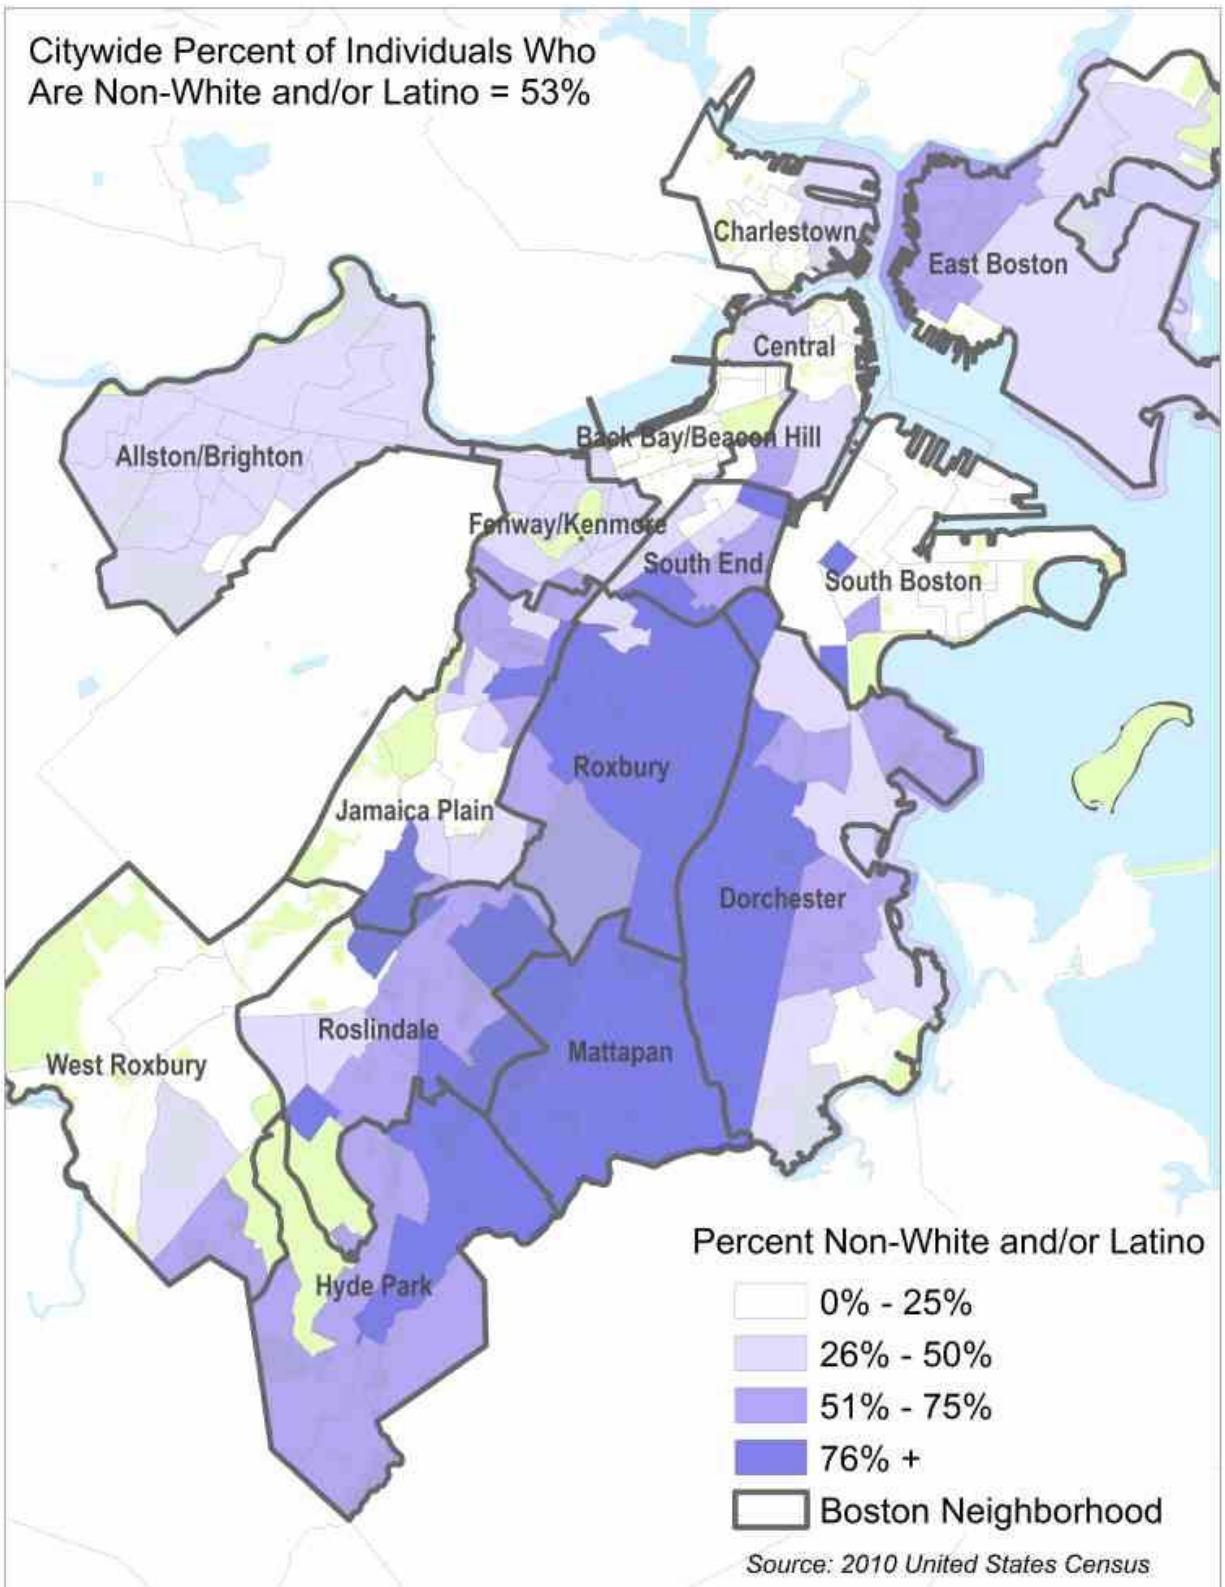 Citywide Percent of Individuals Who
Are Non-White and/or Latino = 53%
Charlestown
East Boston
Central
Back Bay/Beacon Hill
Allston/Brighton
Fenway/Kenmore
South End
South Boston
Roxbury
Jamaica Plain
Dorchester
Roslindale
Mattapan
West Roxbury
Hyde Park
Percent Non-White and/or Latino
0% - 25%
26% - 50%
51% - 75%
76% +
Boston Neighborhood
Source: 2010 United States Census